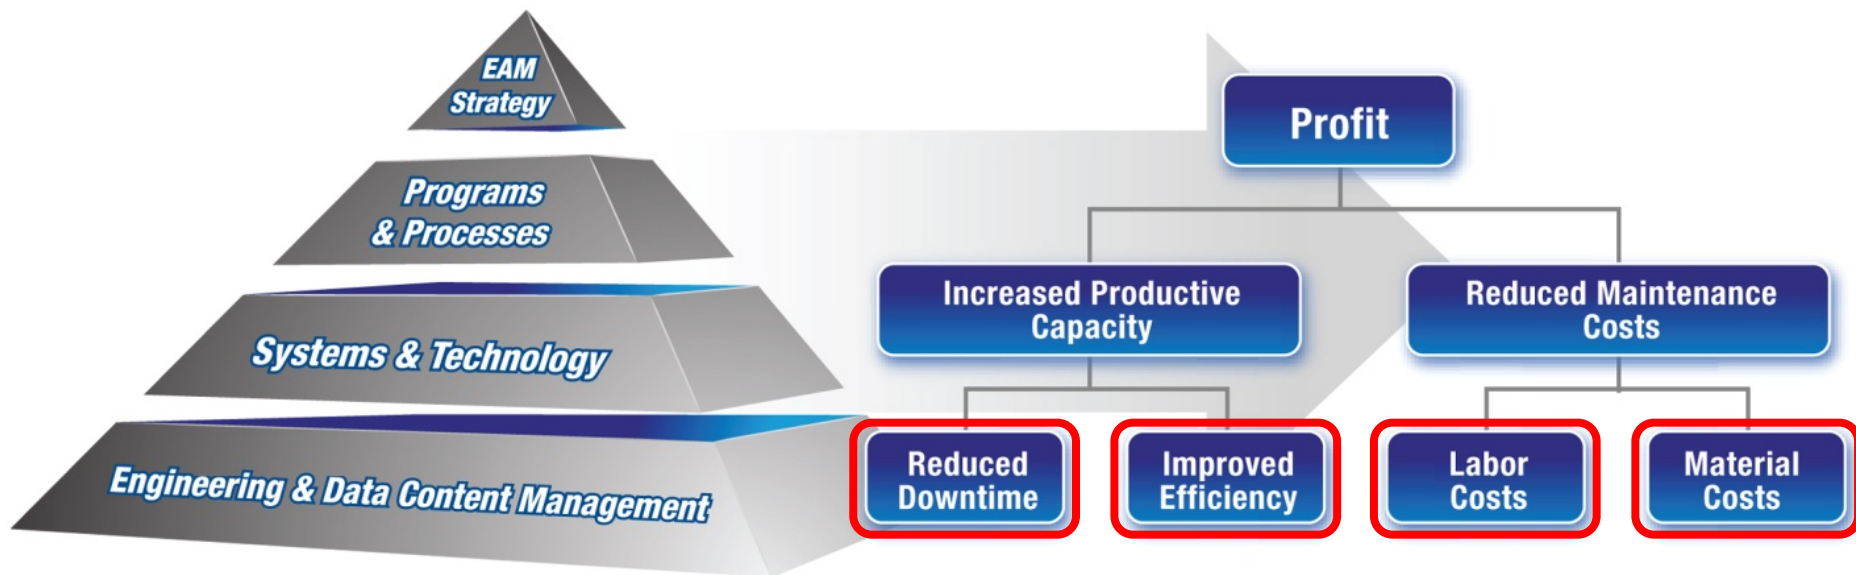 EAM
Strategy
Programs
& Processes
Systems & Technology
Engineering & Data Content Management
Profit
Increased Productive
Capacity
Reduced Maintenance
Costs
Reduced
Downtime
Improved
Efficiency
Labor
Costs
Material
Costs